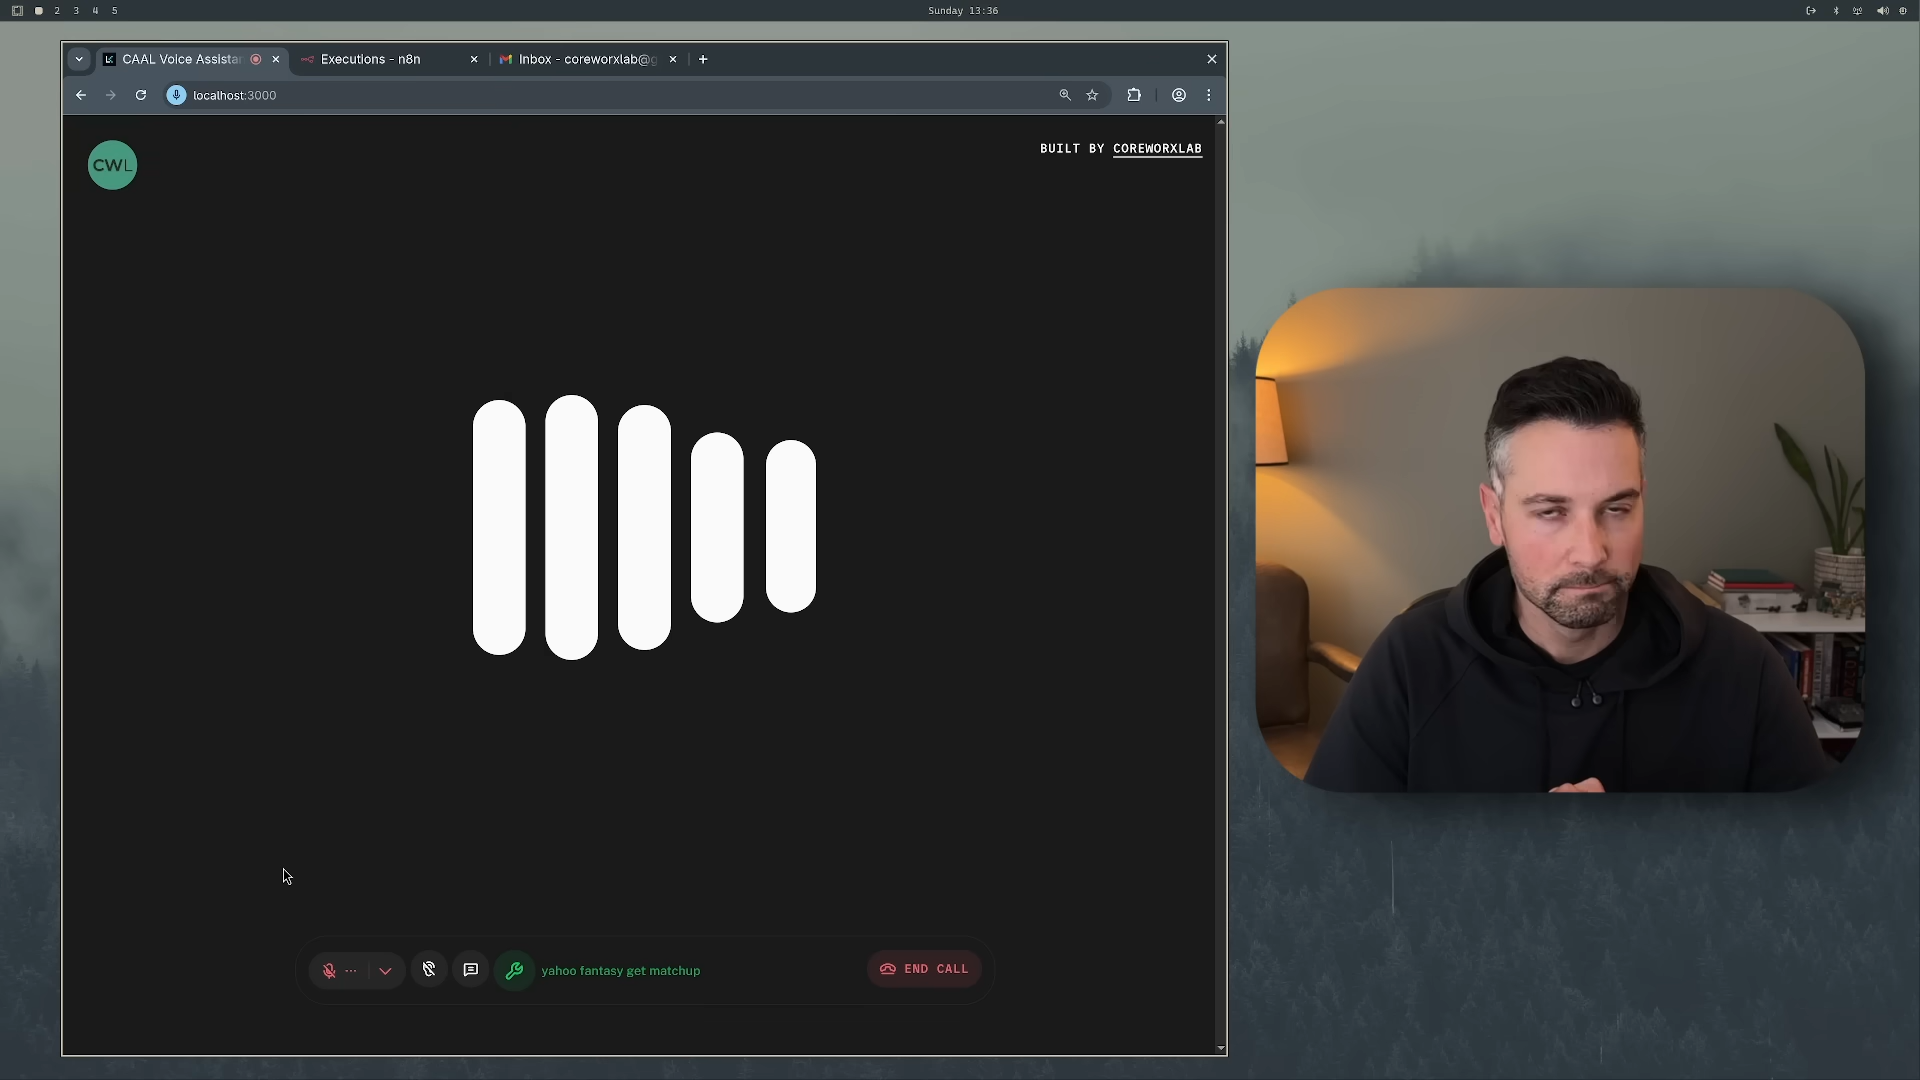 2 3 4 5
Sunday 13:36
CAAL Voice Assista
Executions - n8n
Inbox - coreworxlab@g
localhost:3000
CWL
BUILT BY COREWORXLAB
yahoo fantasy get matchup
END CALL